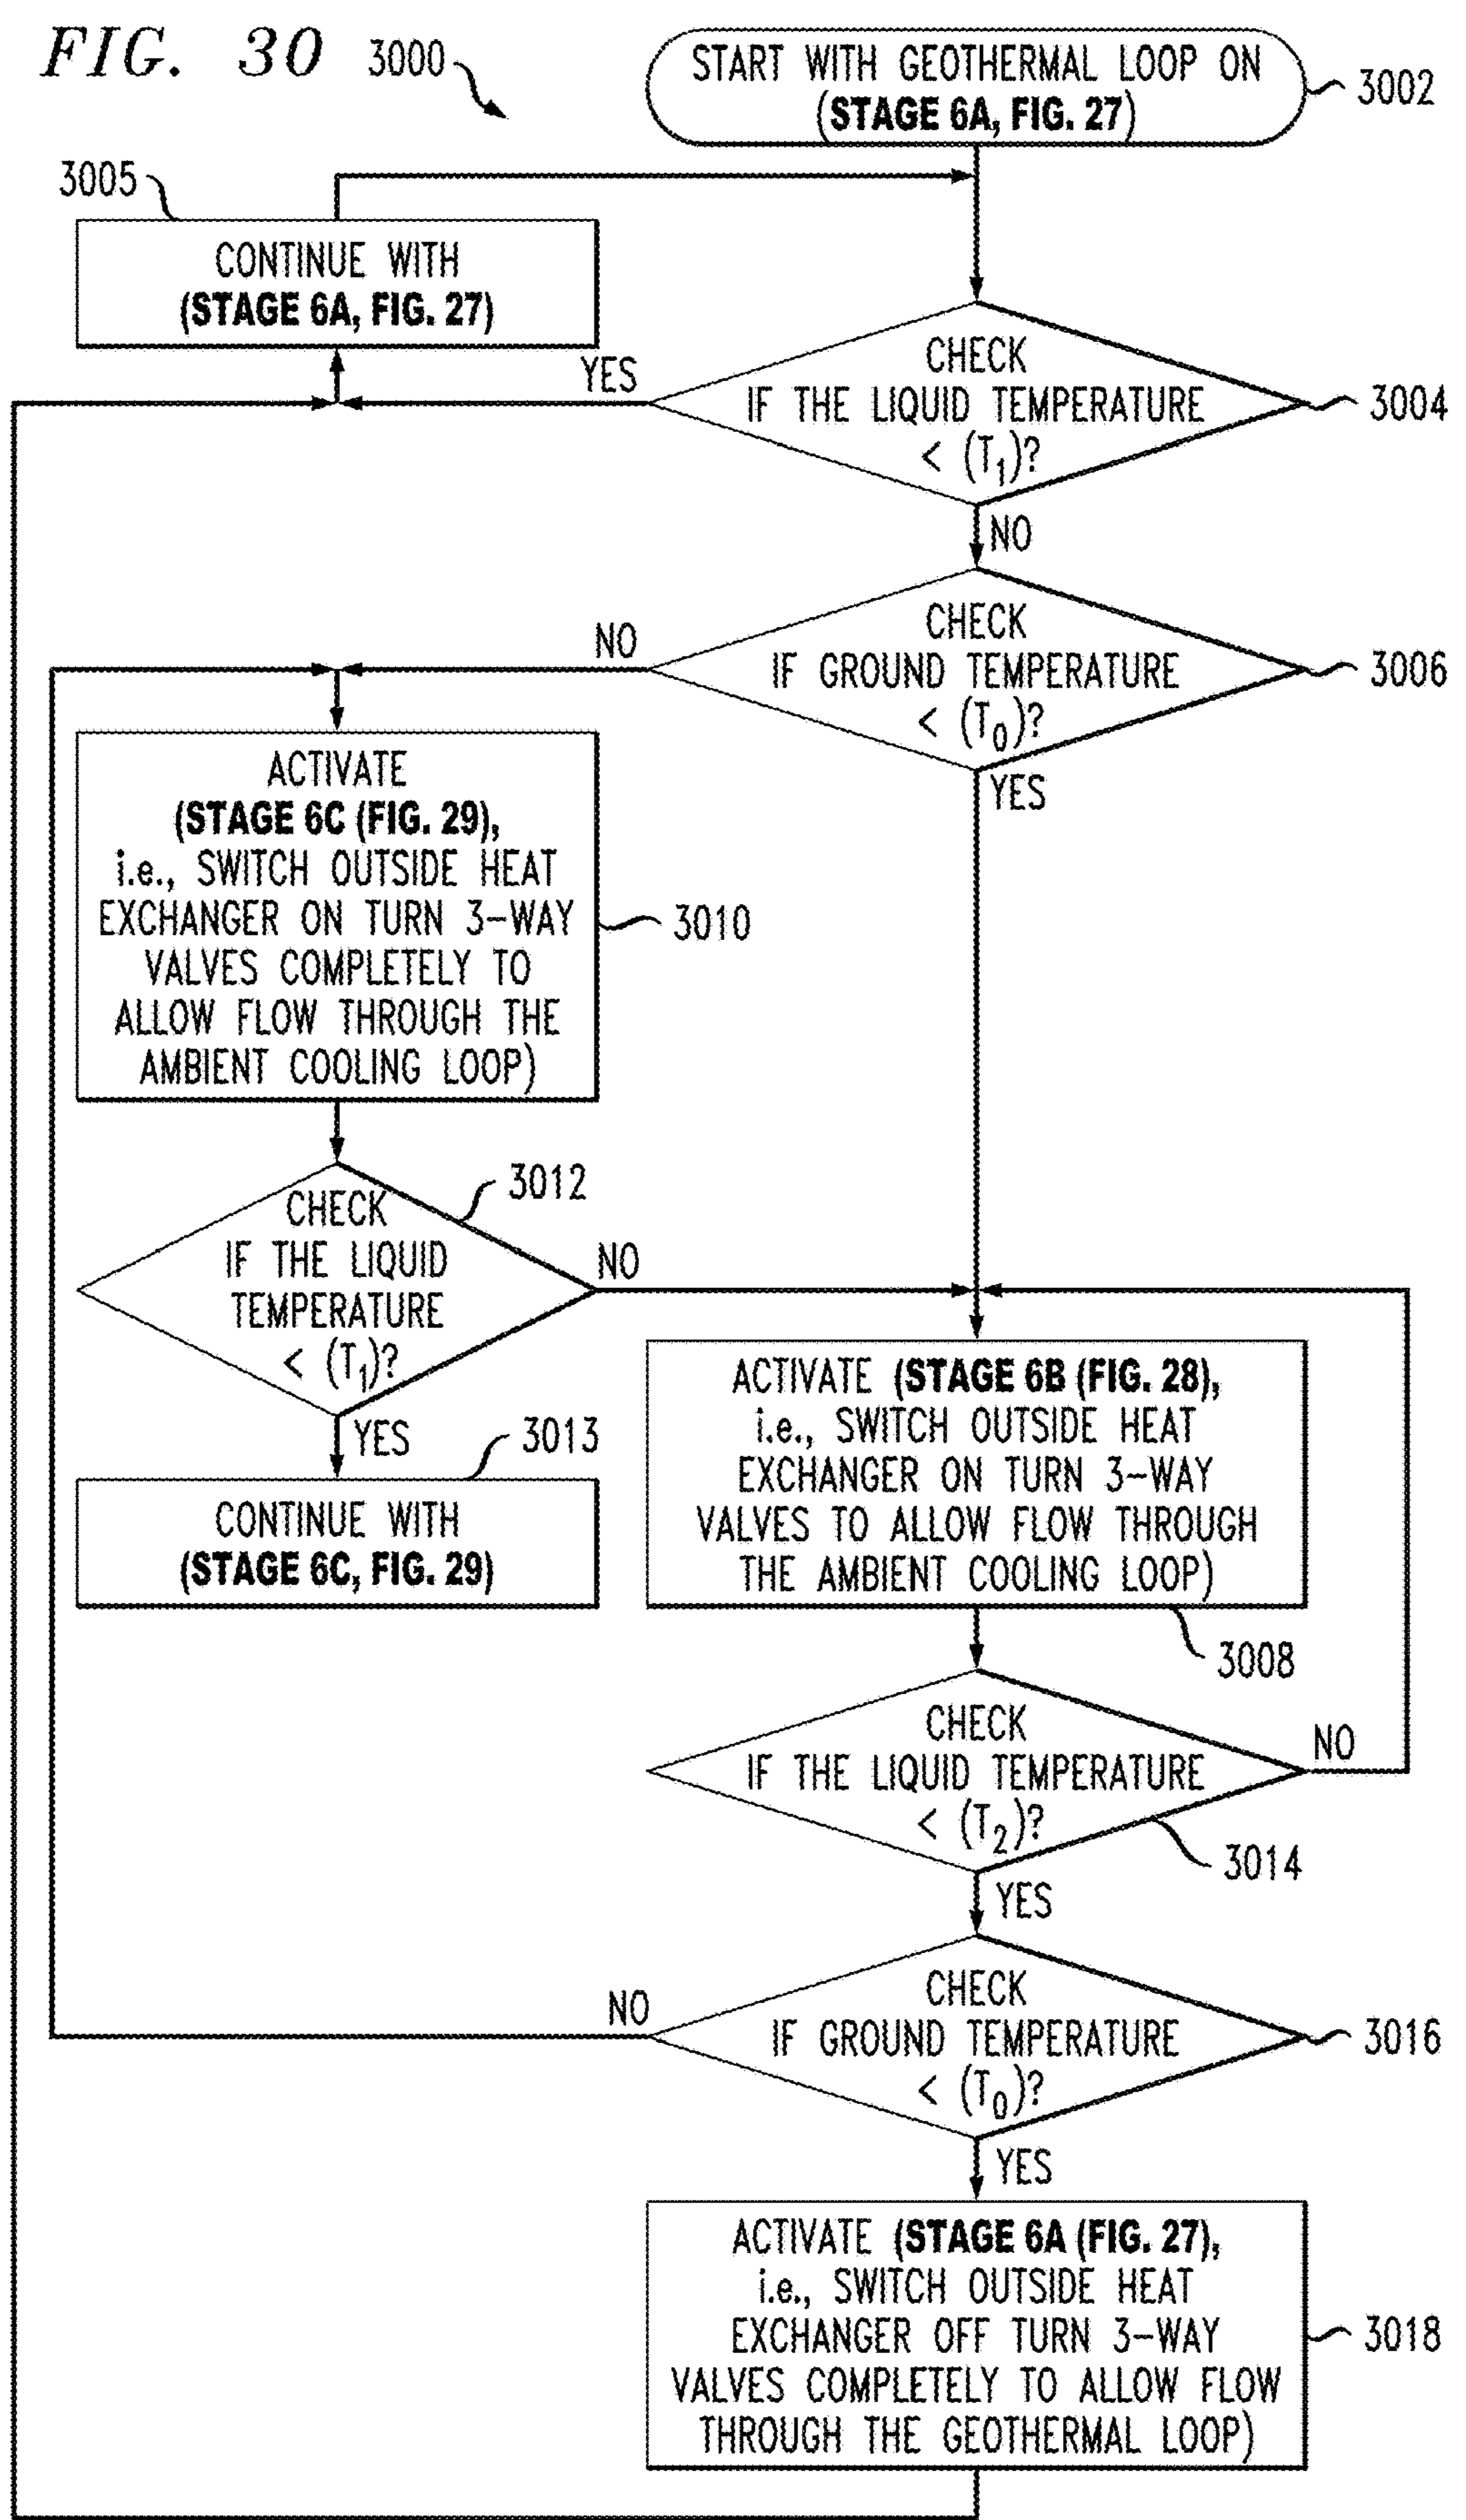 FIG. 30
3000
START WITH GEOTHERMAL LOOP ON
(STAGE 6A, FIG. 27)
3002
3005
CONTINUE WITH
(STAGE 6A, FIG. 27)
YES
CHECK
IF THE LIQUID TEMPERATURE
< (T1)?
3004
NO
CHECK
IF GROUND TEMPERATURE
< (T0)?
3006
NO
YES
ACTIVATE
(STAGE 6C (FIG. 29),
i.e., SWITCH OUTSIDE HEAT
EXCHANGER ON TURN 3-WAY
VALVES COMPLETELY TO
ALLOW FLOW THROUGH THE
AMBIENT COOLING LOOP)
3010
3012
CHECK
IF THE LIQUID
TEMPERATURE
< (T1)?
NO
YES
3013
CONTINUE WITH
(STAGE 6C, FIG. 29)
ACTIVATE (STAGE 6B (FIG. 28),
i.e., SWITCH OUTSIDE HEAT
EXCHANGER ON TURN 3-WAY
VALVES TO ALLOW FLOW THROUGH
THE AMBIENT COOLING LOOP)
3008
CHECK
IF THE LIQUID TEMPERATURE
< (T2)?
NO
3014
YES
CHECK
IF GROUND TEMPERATURE
< (T0)?
NO
3016
YES
ACTIVATE (STAGE 6A (FIG. 27),
i.e., SWITCH OUTSIDE HEAT
EXCHANGER OFF TURN 3-WAY
VALVES COMPLETELY TO ALLOW FLOW
THROUGH THE GEOTHERMAL LOOP)
3018